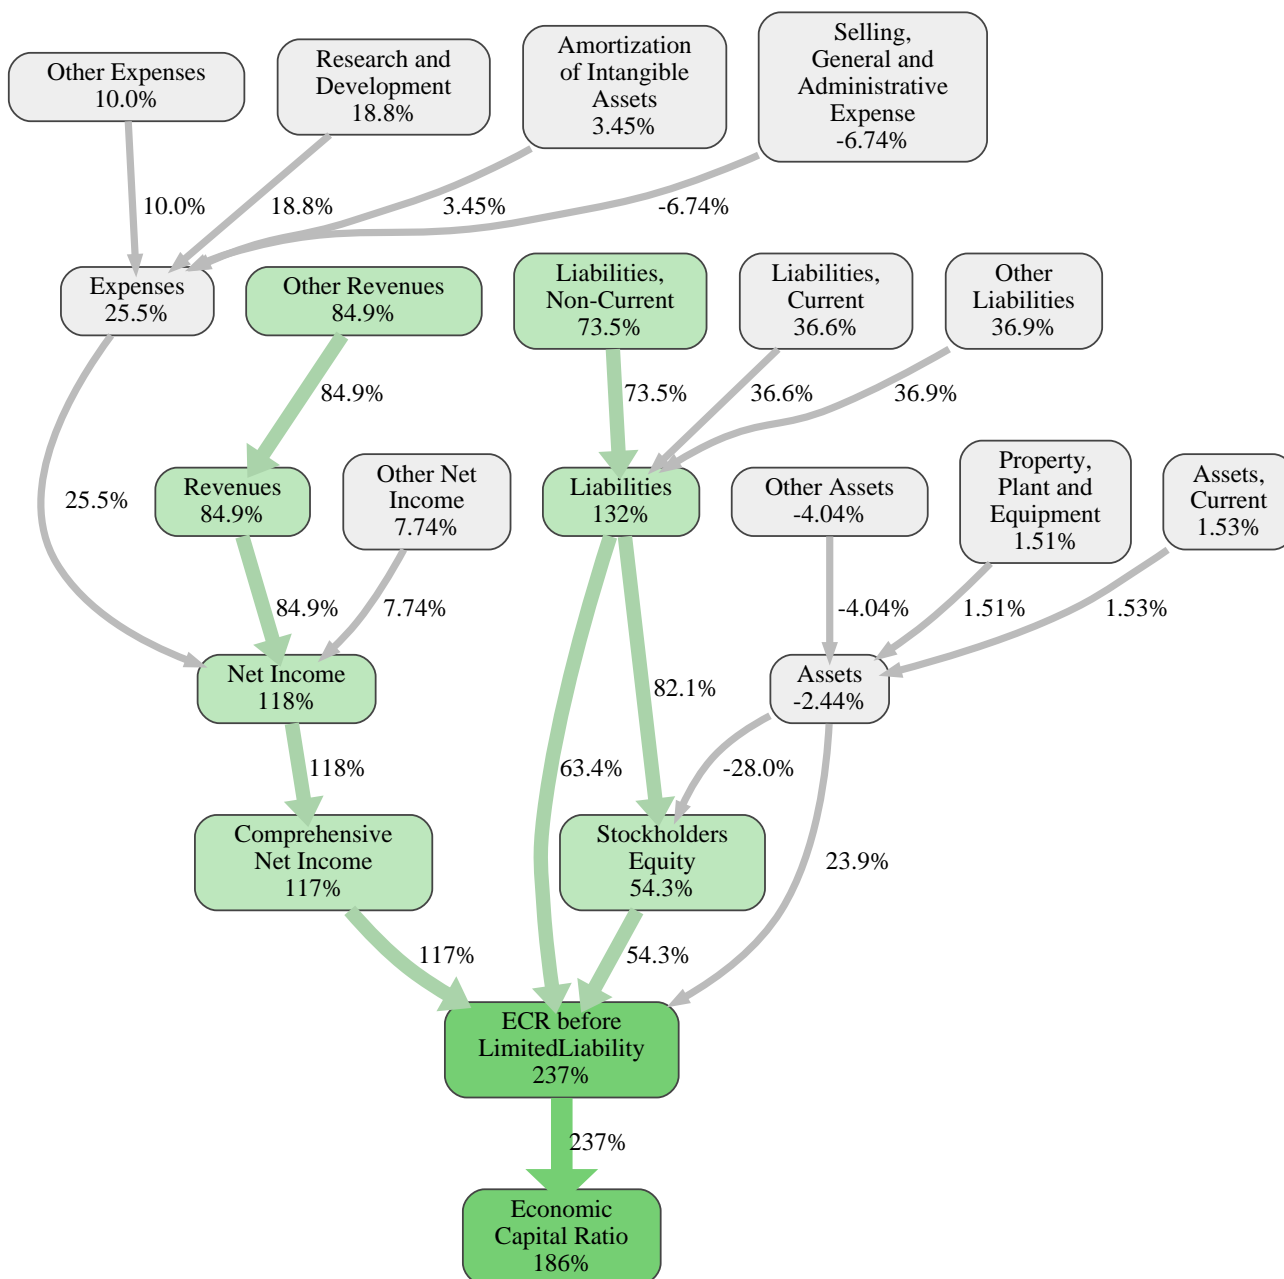 Other Expenses
10.0%
Research and
Development
18.8%
Amortization
of Intangible
Assets
3.45%
Selling,
General and
Administrative
Expense
-6.74%
10.0%
18.8%
3.45%
-6.74%
Expenses
25.5%
Other Revenues
84.9%
Liabilities,
Non-Current
73.5%
Liabilities,
Current
36.6%
Other
Liabilities
36.9%
84.9%
73.5%
36.6%
36.9%
25.5%
Revenues
84.9%
Other Net
Income
7.74%
Liabilities
132%
Other Assets
-4.04%
Property,
Plant and
Equipment
1.51%
Assets,
Current
1.53%
84.9%
7.74%
-4.04%
1.51%
1.53%
Net Income
118%
82.1%
Assets
-2.44%
118%
63.4%
-28.0%
Comprehensive
Net Income
117%
Stockholders
Equity
54.3%
23.9%
117%
54.3%
ECR before
LimitedLiability
237%
237%
Economic
Capital Ratio
186%